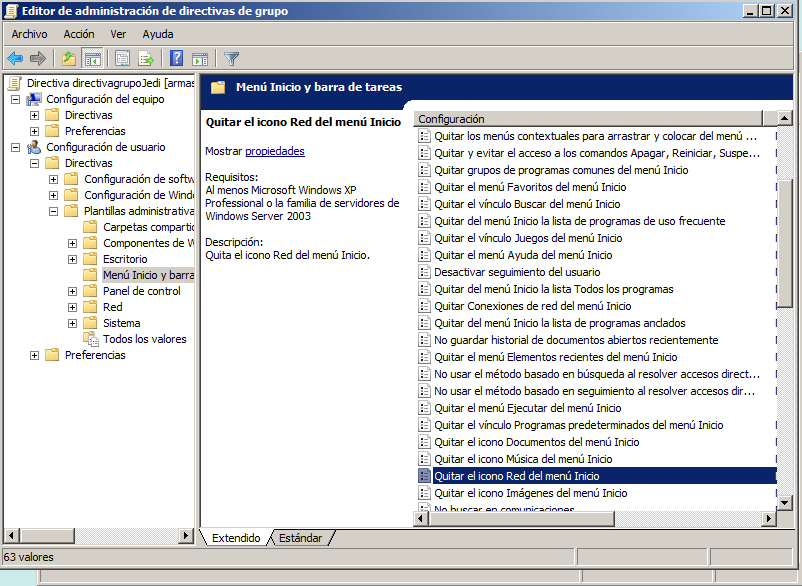 Editor de administración de directivas de grupo
Archivo Acción Ver Ayuda
Directiva directivagrupoJedi [armas
Configuración del equipo
Directivas
Preferencias
Configuración de usuario
Directivas
Configuración de softw
Configuración de Windo
Plantillas administrativa
Carpetas compartic
Componentes de W
Escritorio
Menú Inicio y barra
Panel de control
Red
Sistema
Todos los valores
Preferencias
Menú Inicio y barra de tareas
Quitar el icono Red del menú Inicio
Mostrar propiedades
Requisitos:
Al menos Microsoft Windows XP
Professional o la familia de servidores de
Windows Server 2003
Descripción:
Quita el icono Red del menú Inicio.
Configuración
Quitar los menús contextuales para arrastrar y colocar del menú ...
Quitar y evitar el acceso a los comandos Apagar, Reiniciar, Suspe...
Quitar grupos de programas comunes del menú Inicio
Quitar el menú Favoritos del menú Inicio
Quitar el vínculo Buscar del menú Inicio
Quitar del menú Inicio la lista de programas de uso frecuente
Quitar el vínculo Juegos del menú Inicio
Quitar el menú Ayuda del menú Inicio
Desactivar seguimiento del usuario
Quitar del menú Inicio la lista Todos los programas
Quitar Conexiones de red del menú Inicio
Quitar del menú Inicio la lista de programas anclados
No guardar historial de documentos abiertos recientemente
Quitar el menú Elementos recientes del menú Inicio
No usar el método basado en búsqueda al resolver accesos direct...
No usar el método basado en seguimiento al resolver accesos dir...
Quitar el menú Ejecutar del menú Inicio
Quitar el vínculo Programas predeterminados del menú Inicio
Quitar el icono Documentos del menú Inicio
Quitar el icono Música del menú Inicio
Quitar el icono Red del menú Inicio
Quitar el icono Imágenes del menú Inicio
No buscar en comunicaciones
Extendido Estándar
63 valores